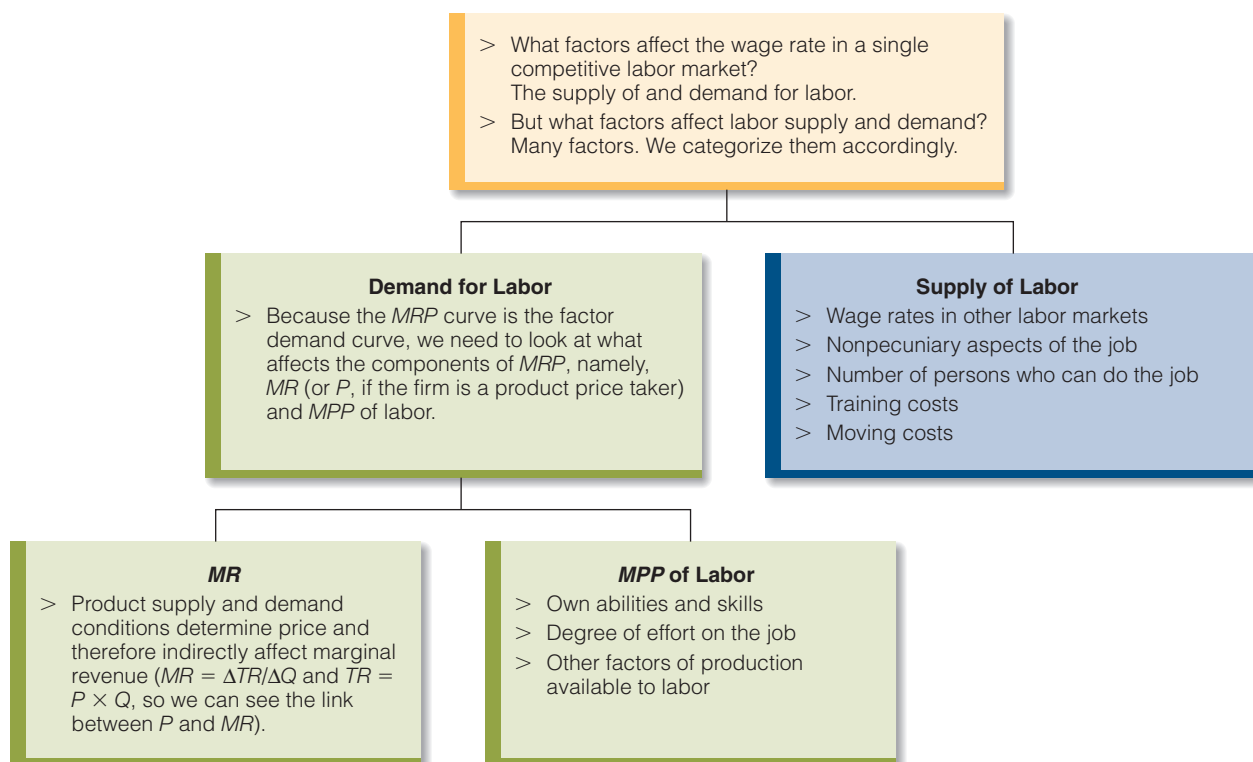 > What factors affect the wage rate in a single
competitive labor market?
The supply of and demand for labor.
> But what factors affect labor supply and demand?
Many factors. We categorize them accordingly.
Demand for Labor
> Because the MRP curve is the factor
demand curve, we need to look at what
affects the components of MRP, namely,
MR (or P, if the firm is a product price taker)
and MPP of labor.
Supply of Labor
> Wage rates in other labor markets
> Nonpecuniary aspects of the job
> Number of persons who can do the job
> Training costs
> Moving costs
MR
> Product supply and demand
conditions determine price and
therefore indirectly affect marginal
revenue (MR = ΔTR/ΔQ and TR =
P × Q, so we can see the link
between P and MR).
MPP of Labor
> Own abilities and skills
> Degree of effort on the job
> Other factors of production
available to labor